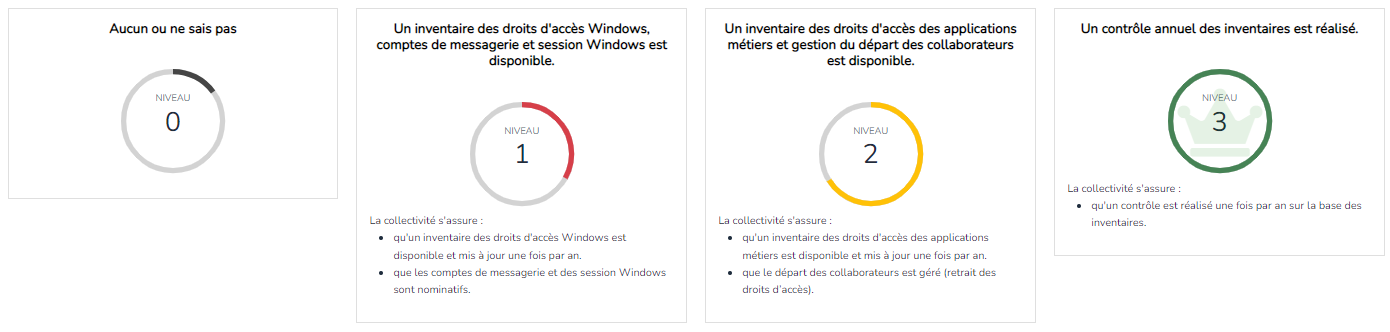 Aucun ou ne sais pas
NIVEAU
0
Un inventaire des droits d'accès Windows,
comptes de messagerie et session Windows est
disponible.
NIVEAU
1
La collectivité s'assure :
qu'un inventaire des droits d'accès Windows est
disponible et mis à jour une fois par an.
que les comptes de messagerie et des session Windows
sont nominatifs.
Un inventaire des droits d'accès des applications
métiers et gestion du départ des collaborateurs
est disponible.
NIVEAU
2
La collectivité s'assure :
qu'un inventaire des droits d'accès des applications
métiers est disponible et mis à jour une fois par an.
que le départ des collaborateurs est géré (retrait des
droits d'accès).
Un contrôle annuel des inventaires est réalisé.
NIVEAU
3
La collectivité s'assure :
qu'un contrôle est réalisé une fois par an sur la base des
inventaires.